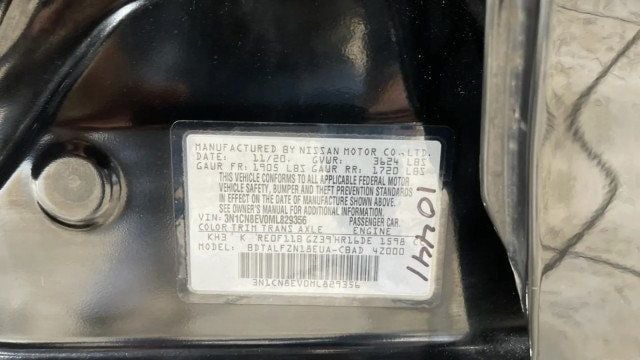 MANUFACTURED BY NISSAN MOTOR CO., LTD.
DATE: 11/20 GVWR: 3624 LBS
GAWR FR: 1905 LBS GAWR RR: 1720 LBS
THIS VEHICLE CONFORMS TO ALL APPLICABLE FEDERAL MOTOR
VEHICLE SAFETY, BUMPER AND THEFT PREVENTION STANDARDS
IN EFFECT ON THE DATE OF MANUFACTURE SHOWN ABOVE.
SEE OWNER'S MANUAL FOR ADDITIONAL INFORMATION.
PASSENGER CAR
VIN: 3N1CN8EV0ML829356
COLOR TRIM TRANS AXLE ENGINE
KH3 K RE0F11B GZ39 HR16DE 1598
MODEL: BDTALFZN18EUA-CBAD 42000
3N1CN8EV0ML829356
10441